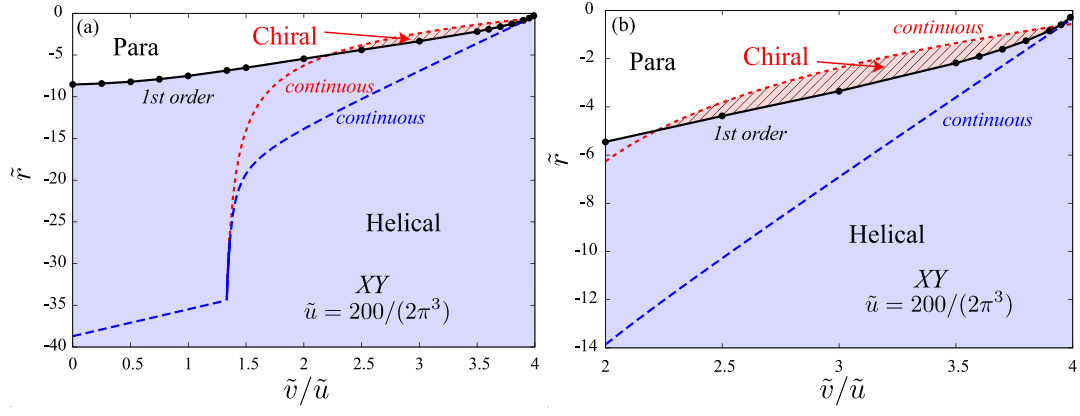 (a)
Para
Chiral
1st order
continuous
continuous
Helical
XY
ũ = 200/(2π³)
r̃
0
-5
-10
-15
-20
-25
-30
-35
-40
0 0.5 1 1.5 2 2.5 3 3.5 4
ṽ/ũ
(b)
continuous
Para
Chiral
1st order
continuous
Helical
XY
ũ = 200/(2π³)
r̃
0
-2
-4
-6
-8
-10
-12
-14
2 2.5 3 3.5 4
ṽ/ũ